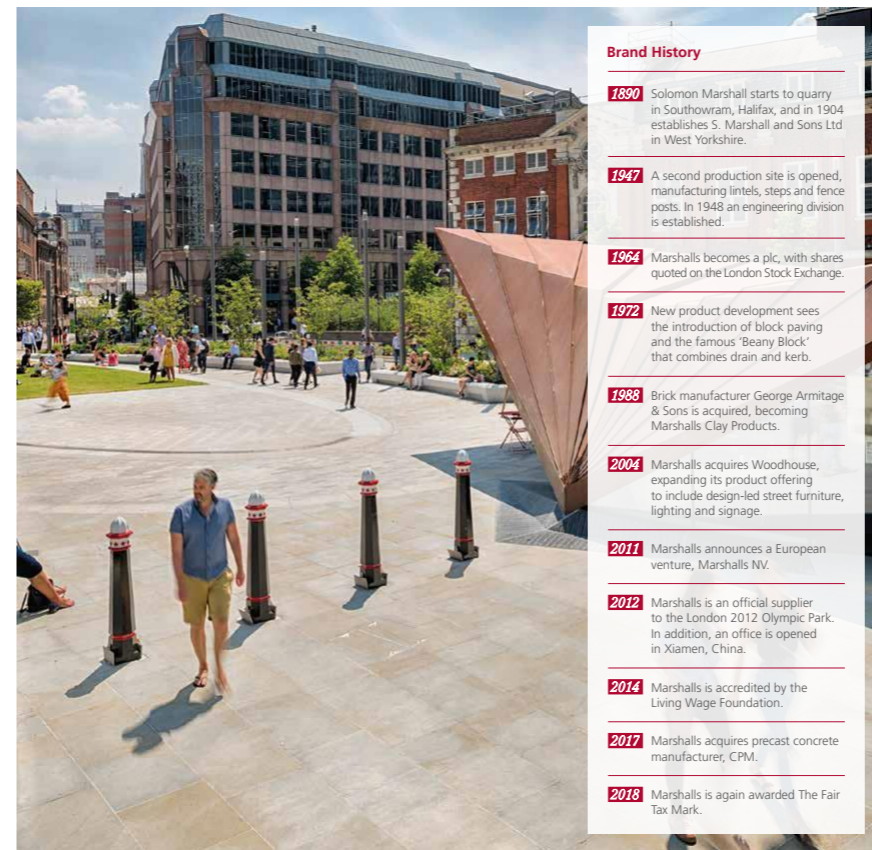 Brand History
1890 Solomon Marshall starts to quarry
in Southowram, Halifax, and in 1904
establishes S. Marshall and Sons Ltd
in West Yorkshire.
1947 A second production site is opened,
manufacturing lintels, steps and fence
posts. In 1948 an engineering division
is established.
1964 Marshalls becomes a plc, with shares
quoted on the London Stock Exchange.
1972 New product development sees
the introduction of block paving
and the famous ‘Beany Block’
that combines drain and kerb.
1988 Brick manufacturer George Armitage
& Sons is acquired, becoming
Marshalls Clay Products.
2004 Marshalls acquires Woodhouse,
expanding its product offering
to include design-led street furniture,
lighting and signage.
2011 Marshalls announces a European
venture, Marshalls NV.
2012 Marshalls is an official supplier
to the London 2012 Olympic Park.
In addition, an office is opened
in Xiamen, China.
2014 Marshalls is accredited by the
Living Wage Foundation.
2017 Marshalls acquires precast concrete
manufacturer, CPM.
2018 Marshalls is again awarded The Fair
Tax Mark.